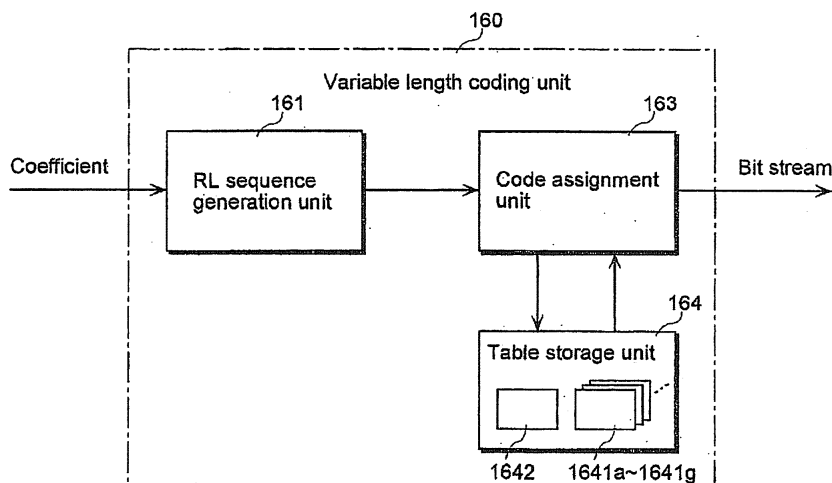 160
Variable length coding unit
161
163
Coefficient
RL sequence
generation unit
Code assignment
unit
Bit stream
164
Table storage unit
1642
1641a~1641g